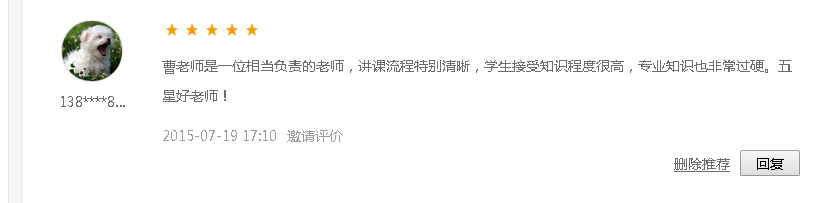 ★★★★★
曹老师是一位相当负责的老师，讲课流程特别清晰，学生接受知识程度很高，专业知识也非常过硬。五
星好老师！
138****8...
2015-07-19 17:10 邀请评价
删除推荐 回复